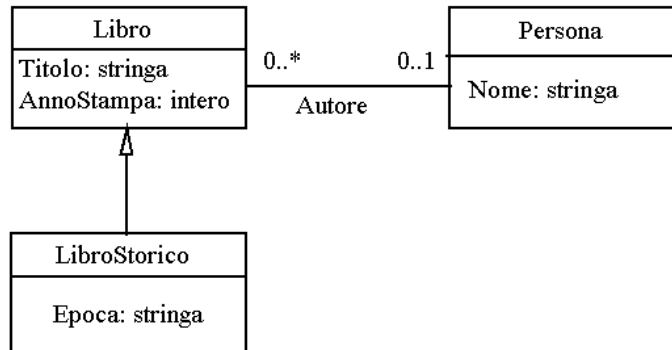 Libro
Titolo: stringa
AnnoStampa: intero
0..*
0..1
Autore
Persona
Nome: stringa
LibroStorico
Epoca: stringa